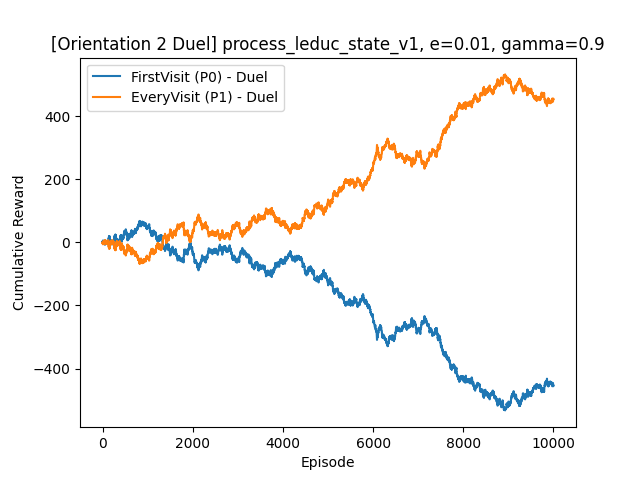 [Orientation 2 Duel] process_leduc_state_v1, e=0.01, gamma=0.9
FirstVisit (P0) - Duel
EveryVisit (P1) - Duel
Cumulative Reward
400
200
0
−200
−400
0 2000 4000 6000 8000 10000
Episode